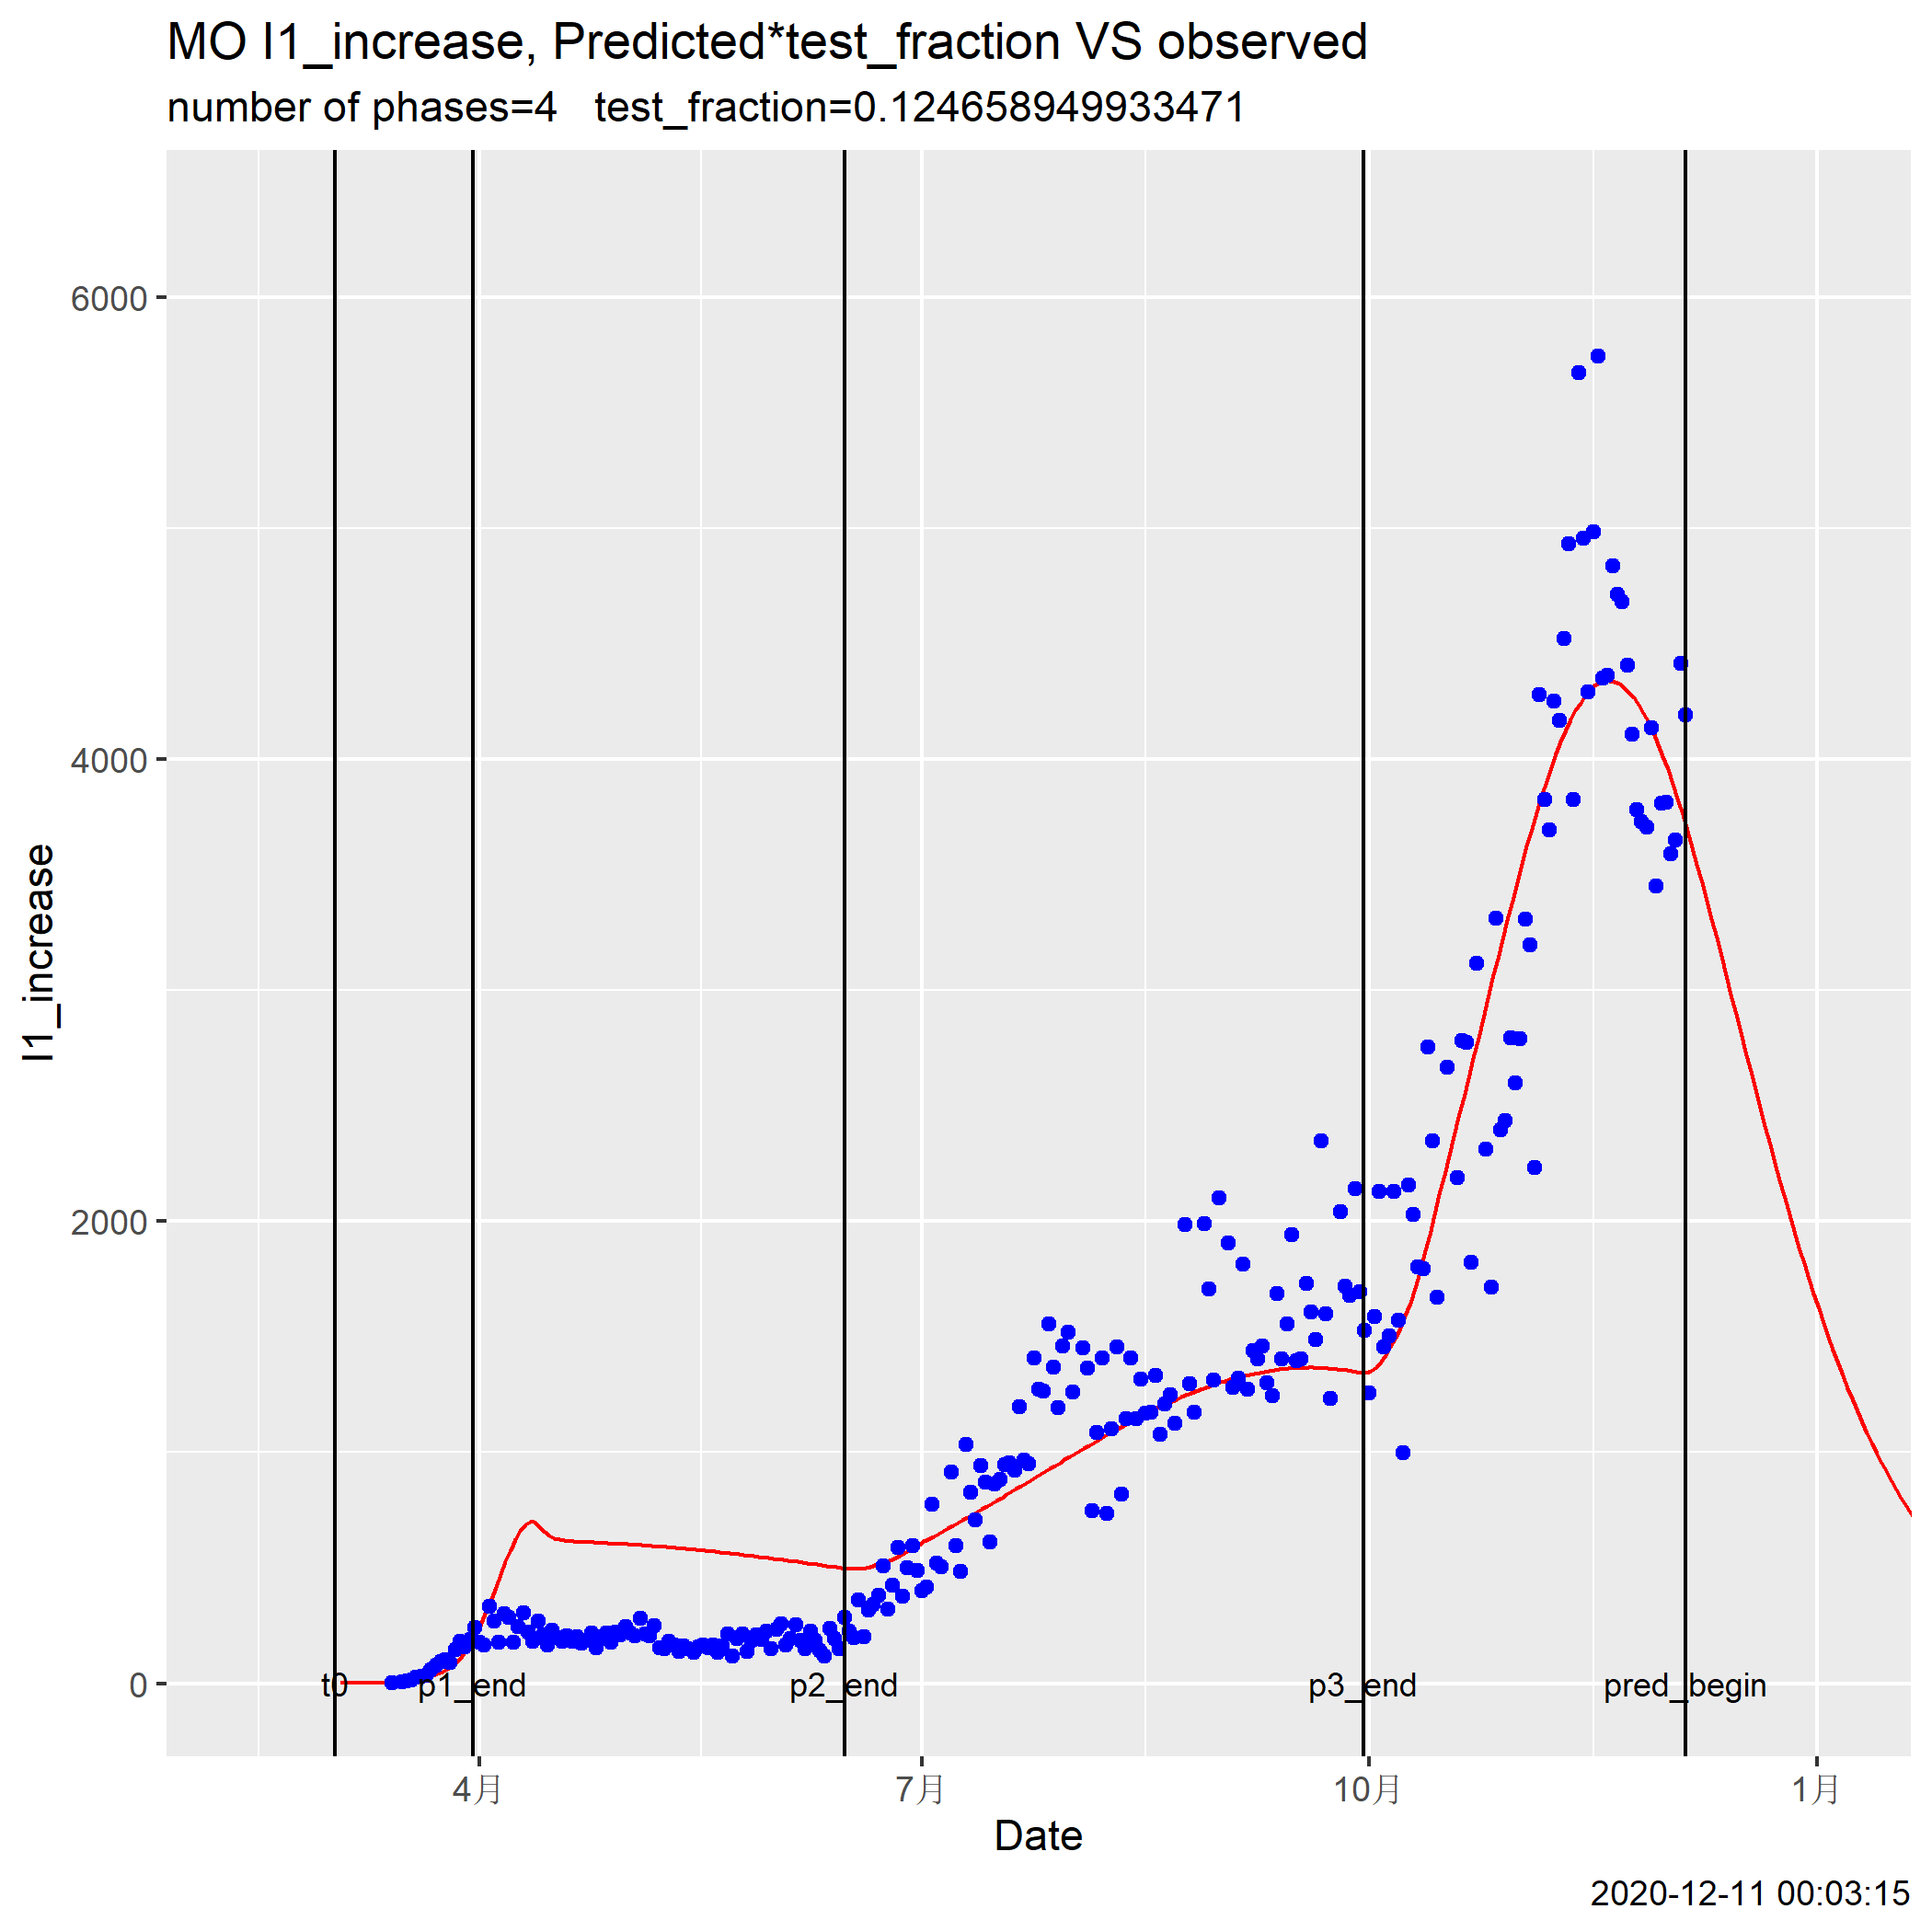 MO I1_increase, Predicted*test_fraction VS observed
number of phases=4   test_fraction=0.124658949933471
I1_increase
6000
4000
2000
0
t0
p1_end
p2_end
p3_end
pred_begin
4月
7月
10月
1月
Date
2020-12-11 00:03:15